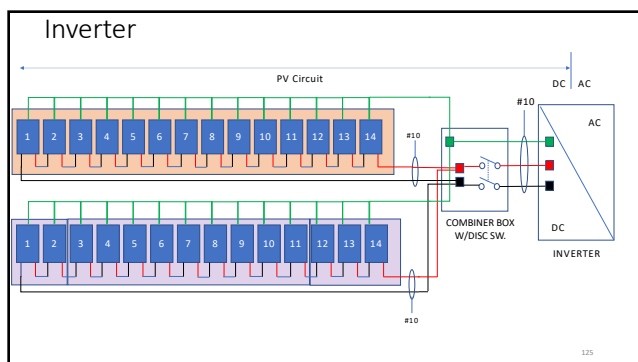 Inverter
PV Circuit
DC AC
#10
1 2 3 4 5 6 7 8 9 10 11 12 13 14
#10
AC
1 2 3 4 5 6 7 8 9 10 11 12 13 14
COMBINER BOX
W/DISC SW.
DC
INVERTER
#10
125